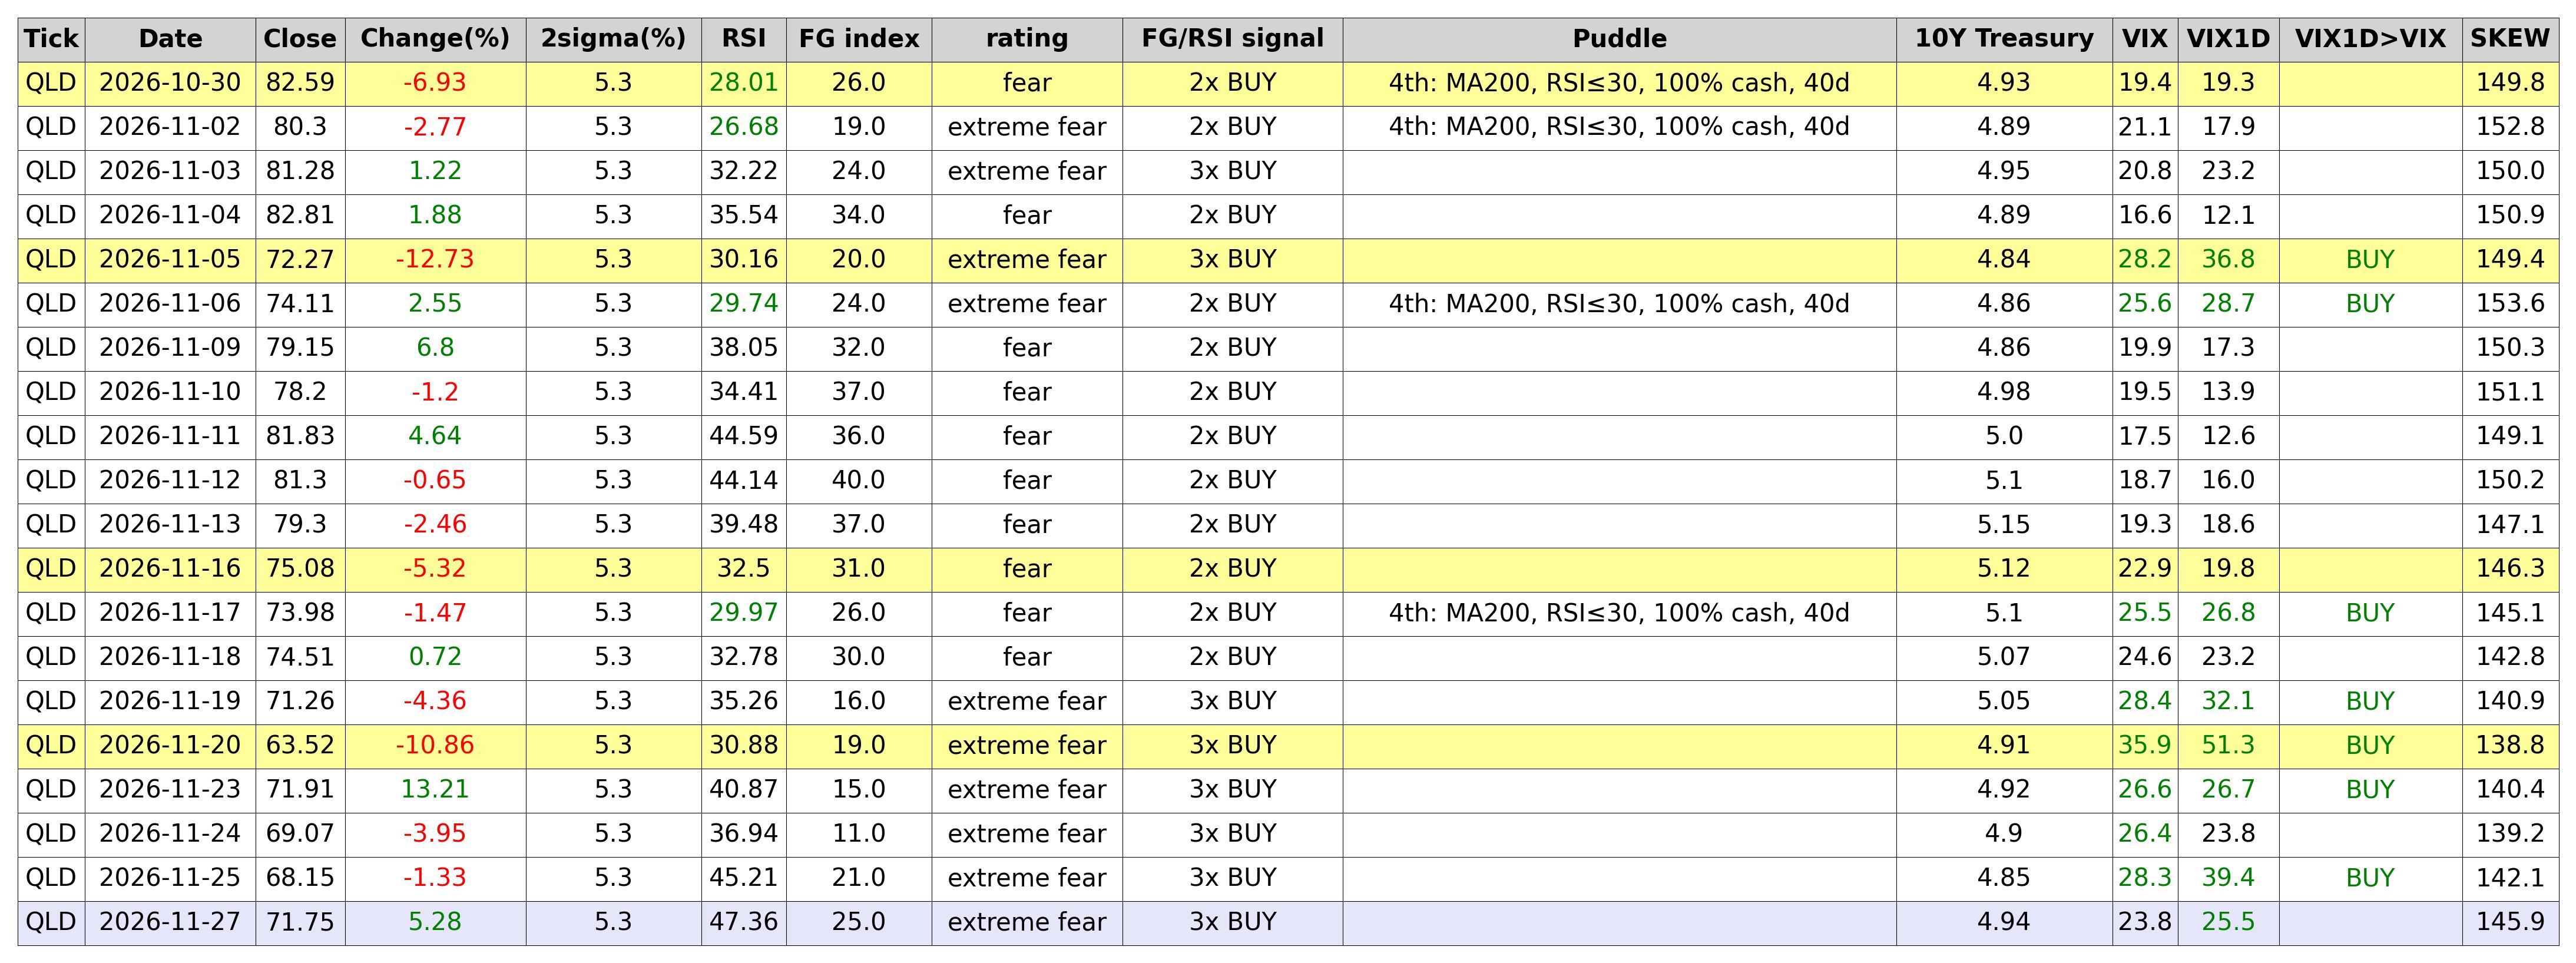 Tick Date Close Change(%) 2sigma(%) RSI FG index rating FG/RSI signal Puddle 10Y Treasury VIX VIX1D VIX1D>VIX SKEW
QLD 2026-10-30 82.59 -6.93 5.3 28.01 26.0 fear 2x BUY 4th: MA200, RSI≤30, 100% cash, 40d 4.93 19.4 19.3 149.8
QLD 2026-11-02 80.3 -2.77 5.3 26.68 19.0 extreme fear 2x BUY 4th: MA200, RSI≤30, 100% cash, 40d 4.89 21.1 17.9 152.8
QLD 2026-11-03 81.28 1.22 5.3 32.22 24.0 extreme fear 3x BUY 4.95 20.8 23.2 150.0
QLD 2026-11-04 82.81 1.88 5.3 35.54 34.0 fear 2x BUY 4.89 16.6 12.1 150.9
QLD 2026-11-05 72.27 -12.73 5.3 30.16 20.0 extreme fear 3x BUY 4.84 28.2 36.8 BUY 149.4
QLD 2026-11-06 74.11 2.55 5.3 29.74 24.0 extreme fear 2x BUY 4th: MA200, RSI≤30, 100% cash, 40d 4.86 25.6 28.7 BUY 153.6
QLD 2026-11-09 79.15 6.8 5.3 38.05 32.0 fear 2x BUY 4.86 19.9 17.3 150.3
QLD 2026-11-10 78.2 -1.2 5.3 34.41 37.0 fear 2x BUY 4.98 19.5 13.9 151.1
QLD 2026-11-11 81.83 4.64 5.3 44.59 36.0 fear 2x BUY 5.0 17.5 12.6 149.1
QLD 2026-11-12 81.3 -0.65 5.3 44.14 40.0 fear 2x BUY 5.1 18.7 16.0 150.2
QLD 2026-11-13 79.3 -2.46 5.3 39.48 37.0 fear 2x BUY 5.15 19.3 18.6 147.1
QLD 2026-11-16 75.08 -5.32 5.3 32.5 31.0 fear 2x BUY 5.12 22.9 19.8 146.3
QLD 2026-11-17 73.98 -1.47 5.3 29.97 26.0 fear 2x BUY 4th: MA200, RSI≤30, 100% cash, 40d 5.1 25.5 26.8 BUY 145.1
QLD 2026-11-18 74.51 0.72 5.3 32.78 30.0 fear 2x BUY 5.07 24.6 23.2 142.8
QLD 2026-11-19 71.26 -4.36 5.3 35.26 16.0 extreme fear 3x BUY 5.05 28.4 32.1 BUY 140.9
QLD 2026-11-20 63.52 -10.86 5.3 30.88 19.0 extreme fear 3x BUY 4.91 35.9 51.3 BUY 138.8
QLD 2026-11-23 71.91 13.21 5.3 40.87 15.0 extreme fear 3x BUY 4.92 26.6 26.7 BUY 140.4
QLD 2026-11-24 69.07 -3.95 5.3 36.94 11.0 extreme fear 3x BUY 4.9 26.4 23.8 139.2
QLD 2026-11-25 68.15 -1.33 5.3 45.21 21.0 extreme fear 3x BUY 4.85 28.3 39.4 BUY 142.1
QLD 2026-11-27 71.75 5.28 5.3 47.36 25.0 extreme fear 3x BUY 4.94 23.8 25.5 145.9